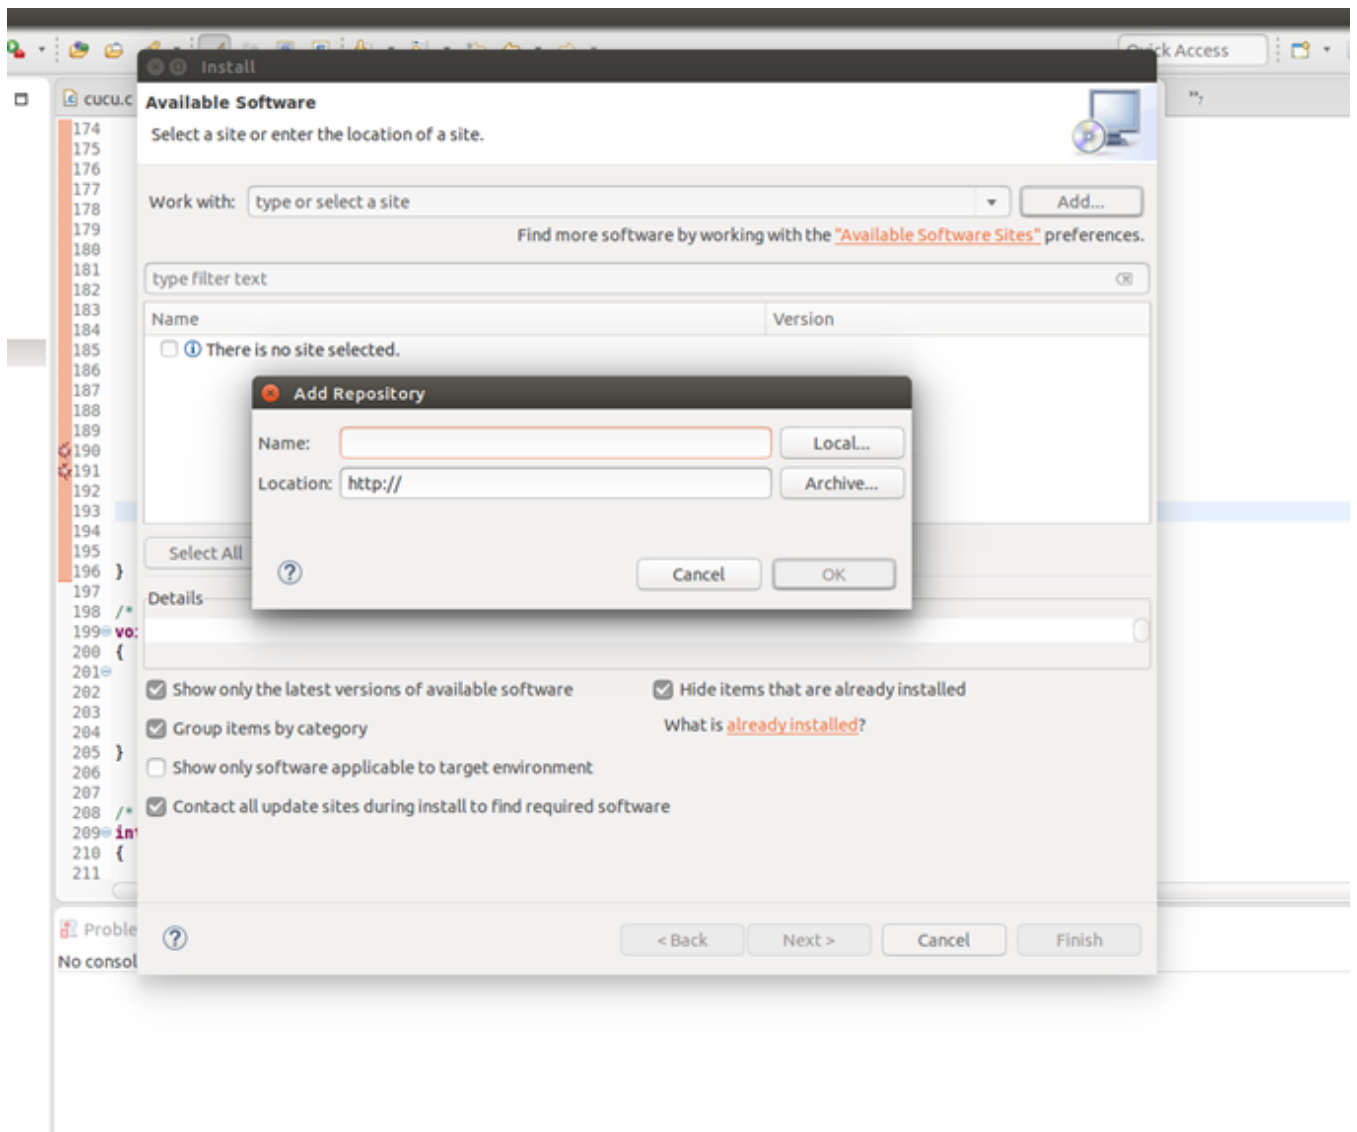 Install
Quick Access
cucu.c
Available Software
Select a site or enter the location of a site.
Work with: type or select a site Add...
Find more software by working with the "Available Software Sites" preferences.
type filter text
Name Version
There is no site selected.
Add Repository
Name: Local...
Location: http:// Archive...
Cancel OK
Select All
Details
Show only the latest versions of available software Hide items that are already installed
Group items by category What is already installed?
Show only software applicable to target environment
Contact all update sites during install to find required software
< Back Next > Cancel Finish
174
175
176
177
178
179
180
181
182
183
184
185
186
187
188
189
190
191
192
193
194
195
196 }
197
198 /*
199 voi
200 {
201
202
203
204
205 }
206
207
208 /*
209 int
210 {
211
Proble
No consol